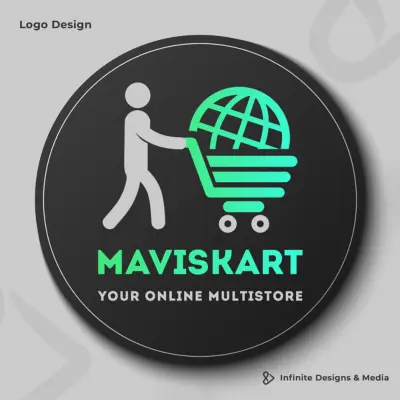 Logo Design
MAVISKART
YOUR ONLINE MULTISTORE
Infinite Designs & Media